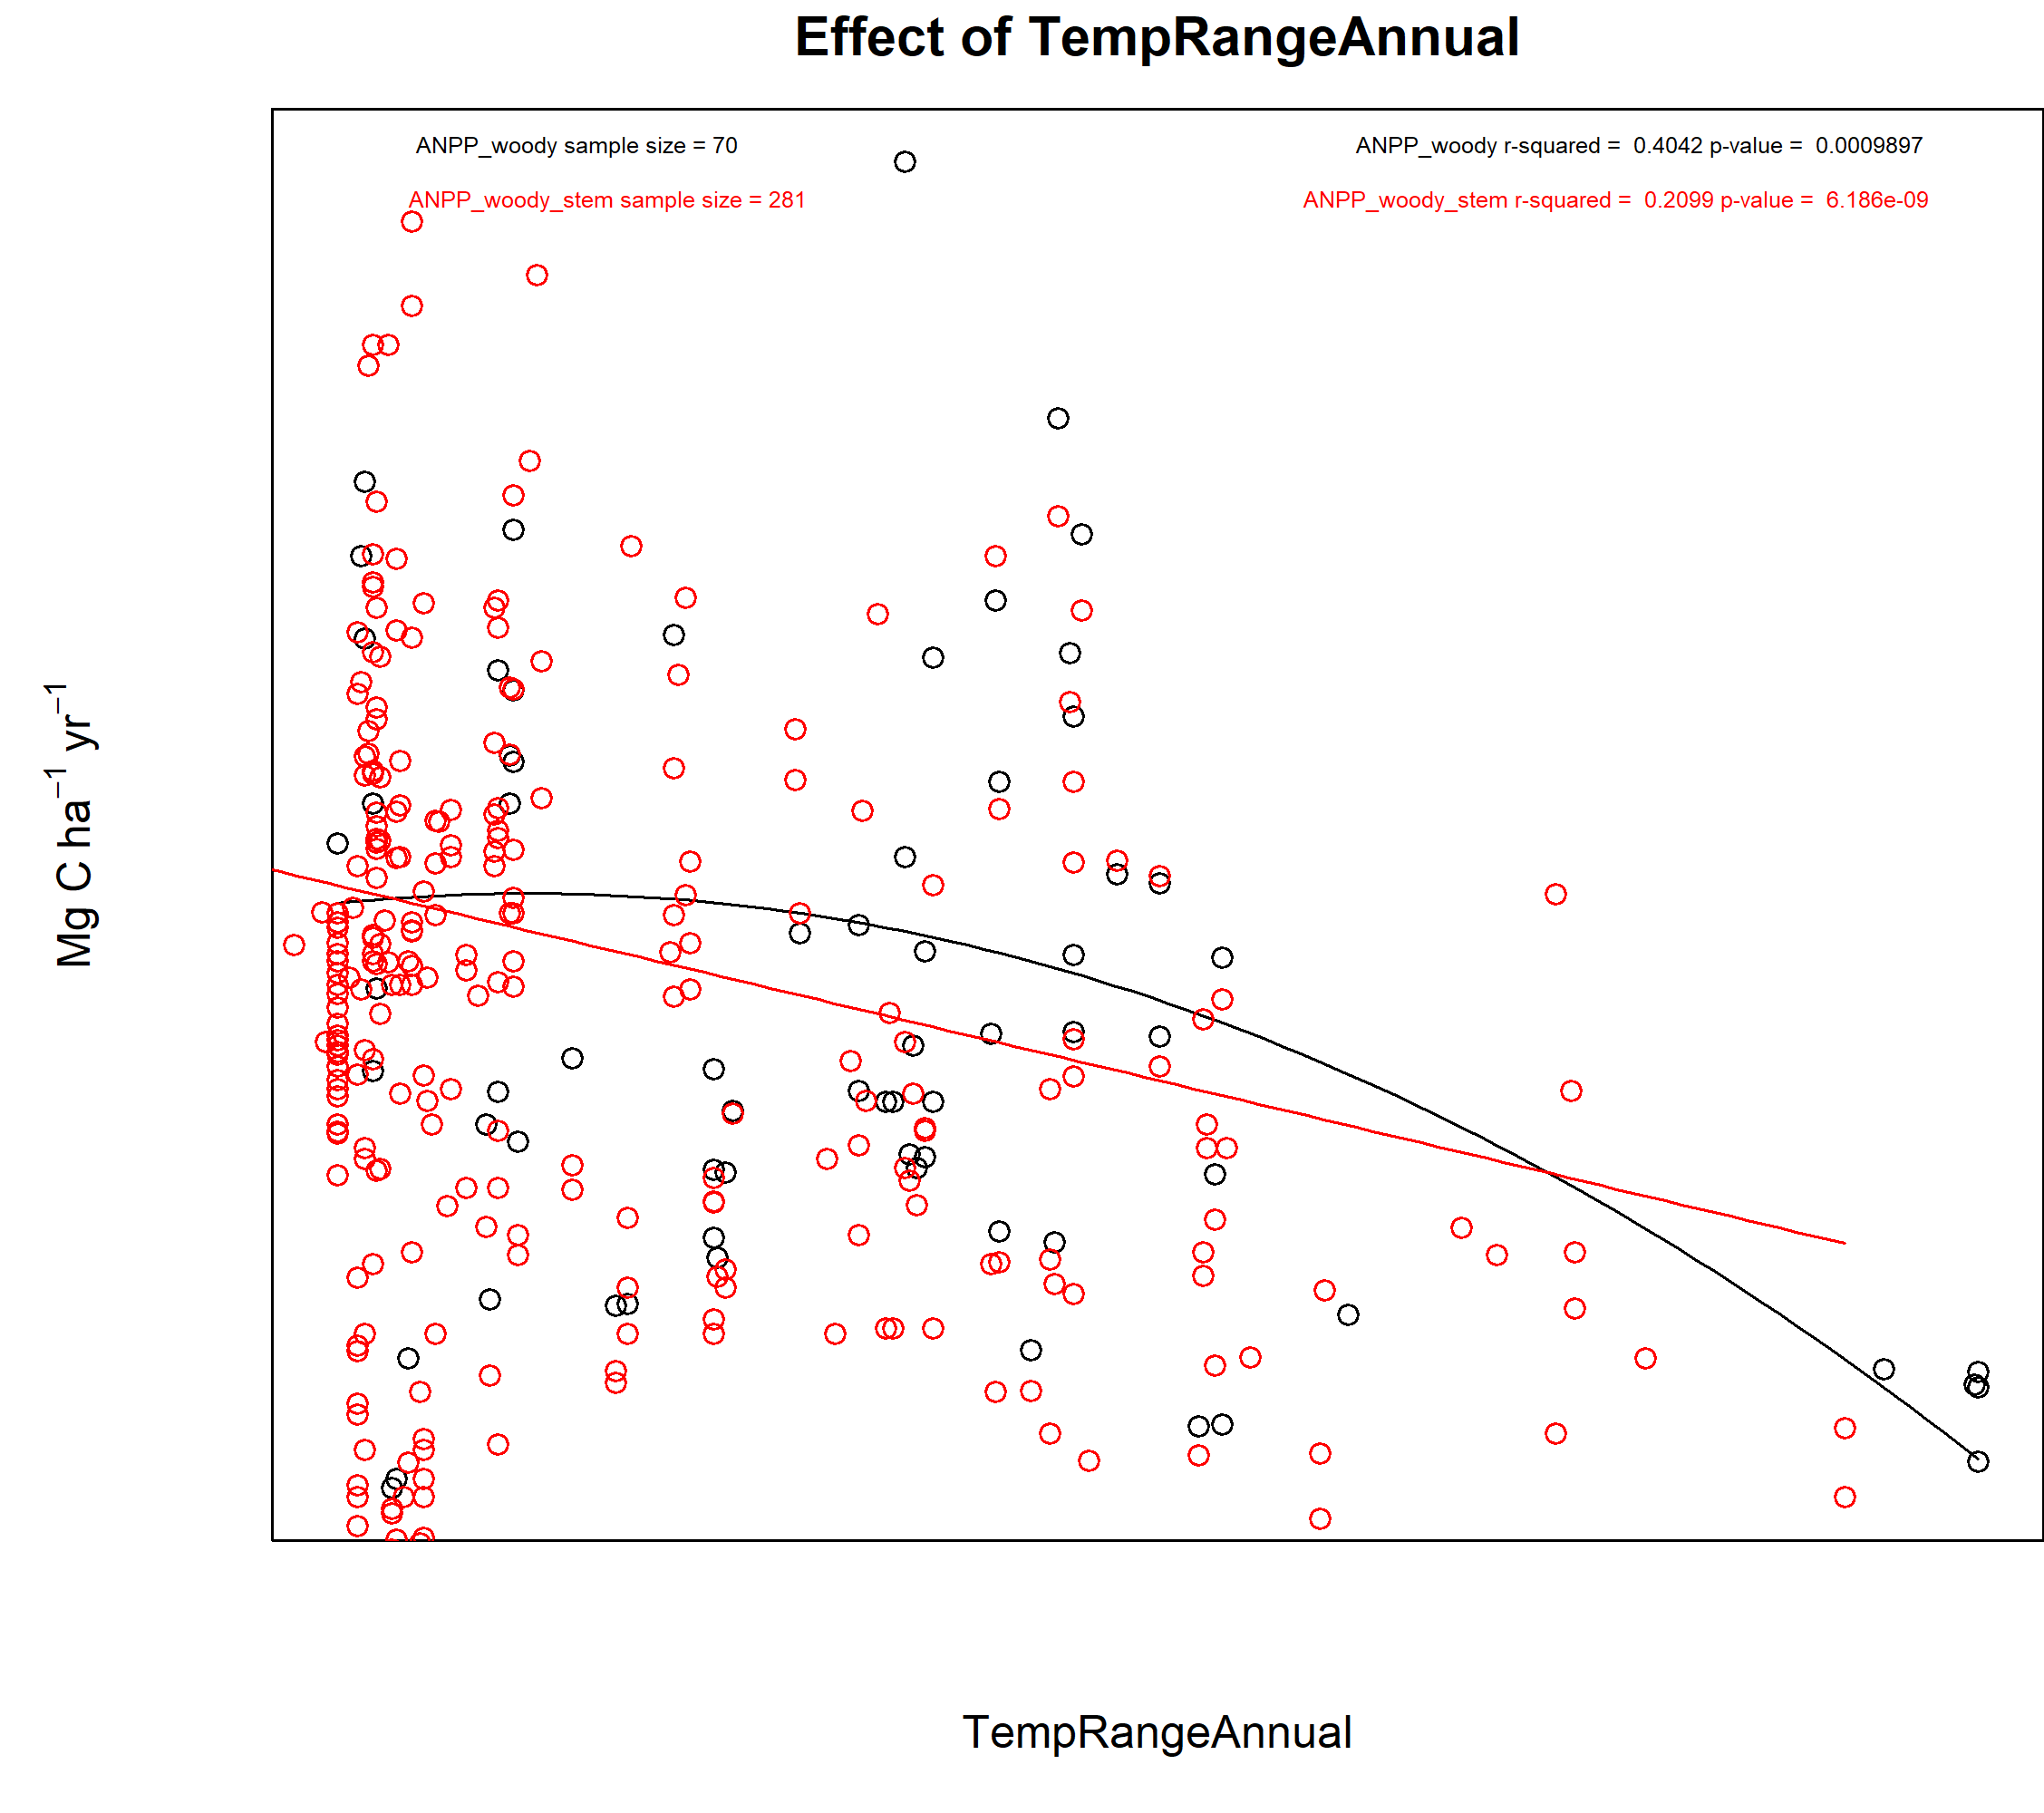 Effect of TempRangeAnnual
ANPP_woody sample size = 70
ANPP_woody r-squared = 0.4042 p-value = 0.0009897
ANPP_woody_stem sample size = 281
ANPP_woody_stem r-squared = 0.2099 p-value = 6.186e-09
Mg C ha⁻¹ yr⁻¹
TempRangeAnnual